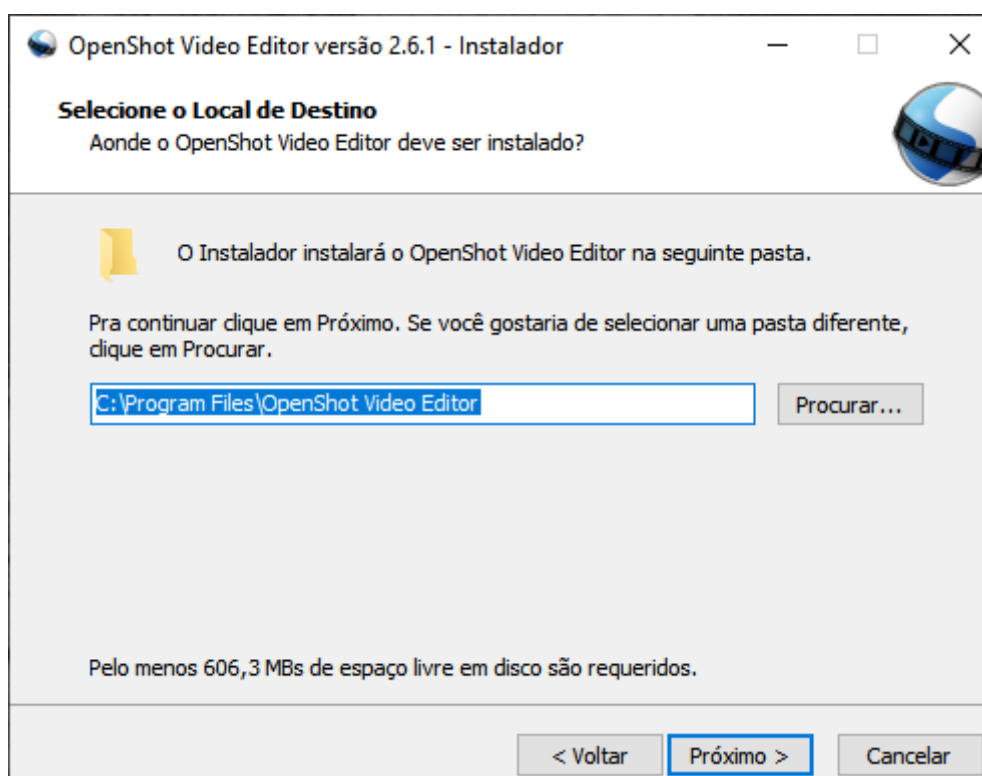 OpenShot Video Editor versão 2.6.1 - Instalador
Selecione o Local de Destino
Aonde o OpenShot Video Editor deve ser instalado?
O Instalador instalará o OpenShot Video Editor na seguinte pasta.
Pra continuar clique em Próximo. Se você gostaria de selecionar uma pasta diferente,
clique em Procurar.
C:\Program Files\OpenShot Video Editor
Procurar...
Pelo menos 606,3 MBs de espaço livre em disco são requeridos.
< Voltar
Próximo >
Cancelar